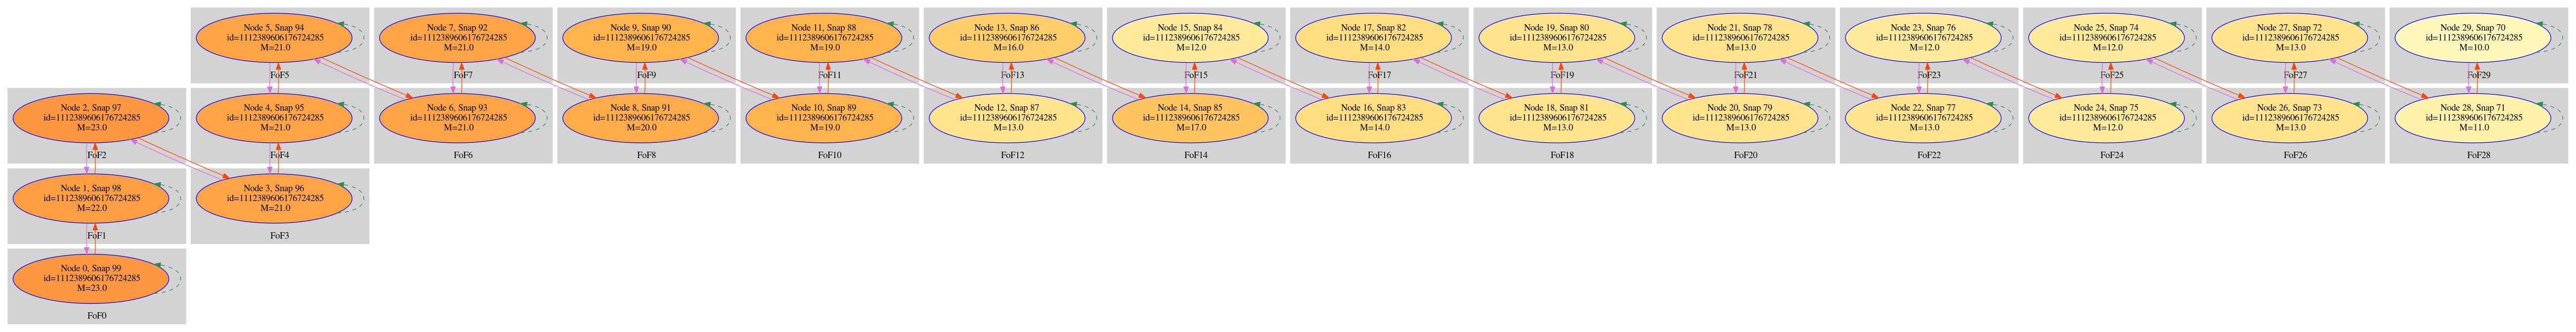 Node 5, Snap 94
id=1112389606176724285
M=21.0
FoF5
Node 7, Snap 92
id=1112389606176724285
M=21.0
FoF7
Node 9, Snap 90
id=1112389606176724285
M=19.0
FoF9
Node 11, Snap 88
id=1112389606176724285
M=19.0
FoF11
Node 13, Snap 86
id=1112389606176724285
M=16.0
FoF13
Node 15, Snap 84
id=1112389606176724285
M=12.0
FoF15
Node 17, Snap 82
id=1112389606176724285
M=14.0
FoF17
Node 19, Snap 80
id=1112389606176724285
M=13.0
FoF19
Node 21, Snap 78
id=1112389606176724285
M=13.0
FoF21
Node 23, Snap 76
id=1112389606176724285
M=12.0
FoF23
Node 25, Snap 74
id=1112389606176724285
M=12.0
FoF25
Node 27, Snap 72
id=1112389606176724285
M=13.0
FoF27
Node 29, Snap 70
id=1112389606176724285
M=10.0
FoF29
Node 2, Snap 97
id=1112389606176724285
M=23.0
FoF2
Node 4, Snap 95
id=1112389606176724285
M=21.0
FoF4
Node 6, Snap 93
id=1112389606176724285
M=21.0
FoF6
Node 8, Snap 91
id=1112389606176724285
M=20.0
FoF8
Node 10, Snap 89
id=1112389606176724285
M=19.0
FoF10
Node 12, Snap 87
id=1112389606176724285
M=13.0
FoF12
Node 14, Snap 85
id=1112389606176724285
M=17.0
FoF14
Node 16, Snap 83
id=1112389606176724285
M=14.0
FoF16
Node 18, Snap 81
id=1112389606176724285
M=13.0
FoF18
Node 20, Snap 79
id=1112389606176724285
M=13.0
FoF20
Node 22, Snap 77
id=1112389606176724285
M=13.0
FoF22
Node 24, Snap 75
id=1112389606176724285
M=12.0
FoF24
Node 26, Snap 73
id=1112389606176724285
M=13.0
FoF26
Node 28, Snap 71
id=1112389606176724285
M=11.0
FoF28
Node 1, Snap 98
id=1112389606176724285
M=22.0
FoF1
Node 3, Snap 96
id=1112389606176724285
M=21.0
FoF3
Node 0, Snap 99
id=1112389606176724285
M=23.0
FoF0